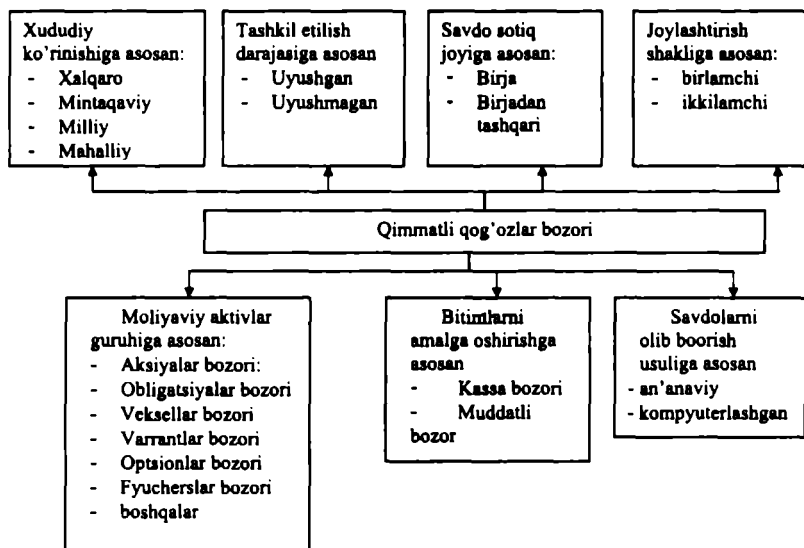 Xududiy
ko’rinishiga asosan:
- Xalqaro
- Mintaqaviy
- Milliy
- Mahalliy
Tashkil etilish
darajasiga asosan
- Uyushgan
- Uyushmagan
Savdo sotiq
joyiga asosan:
- Birja
- Birjadan
tashqari
Joylashtirish
shakliga asosan:
- birlamchi
- ikkilamchi
Qimmatli qog’ozlar bozori
Moliyaviy aktivlar
guruhiga asosan:
- Aksiyalar bozori:
- Obligatsiyalar bozori
- Veksellar bozori
- Varrantlar bozori
- Optsionlar bozori
- Fyucherslar bozori
- boshqalar
Bitimlarni
amalga oshirishga
asosan
- Kassa bozori
- Muddatli
bozor
Savdolarni
olib boorish
usuliga asosan
- an’anaviy
- kompyuterlashgan